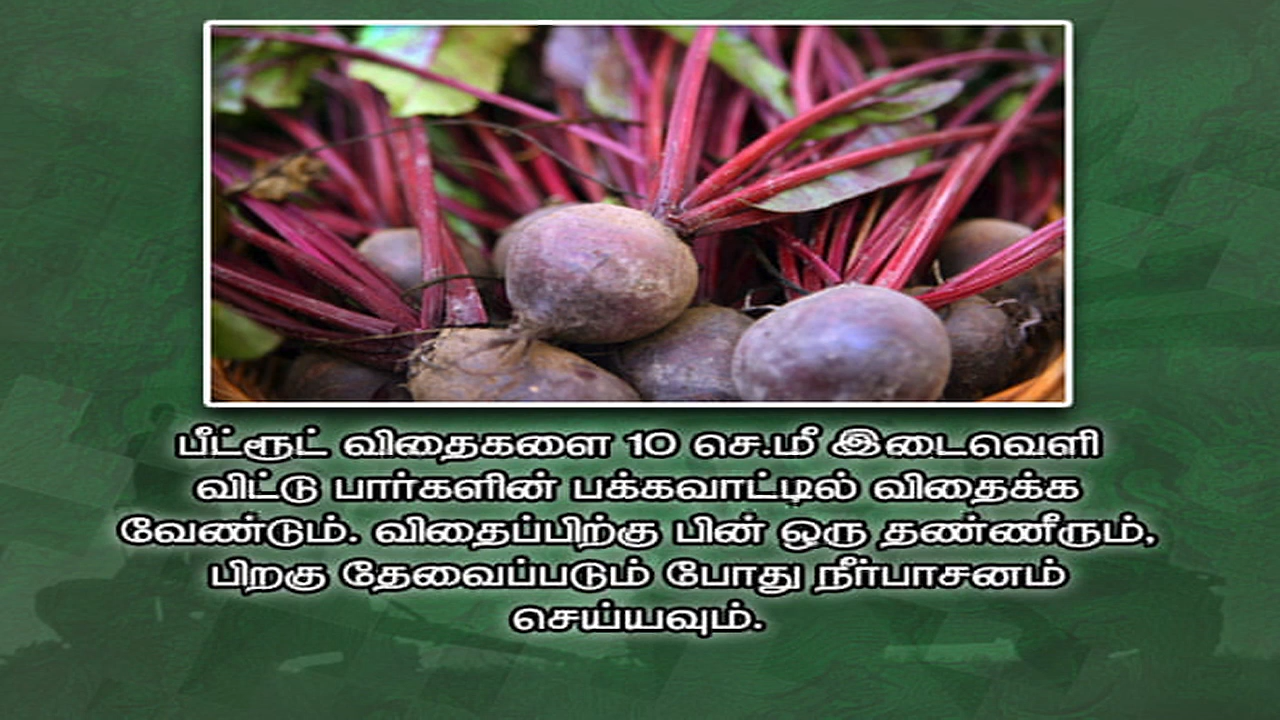 பீட்ரூட் விதைகளை 10 செ.மீ இடைவெளி
விட்டு பார்களின் பக்கவாட்டில் விதைக்க
வேண்டும். விதைப்பிற்கு பின் ஒரு தண்ணீரும்,
பிறகு தேவைப்படும் போது நீர்பாசனம்
செய்யவும்.